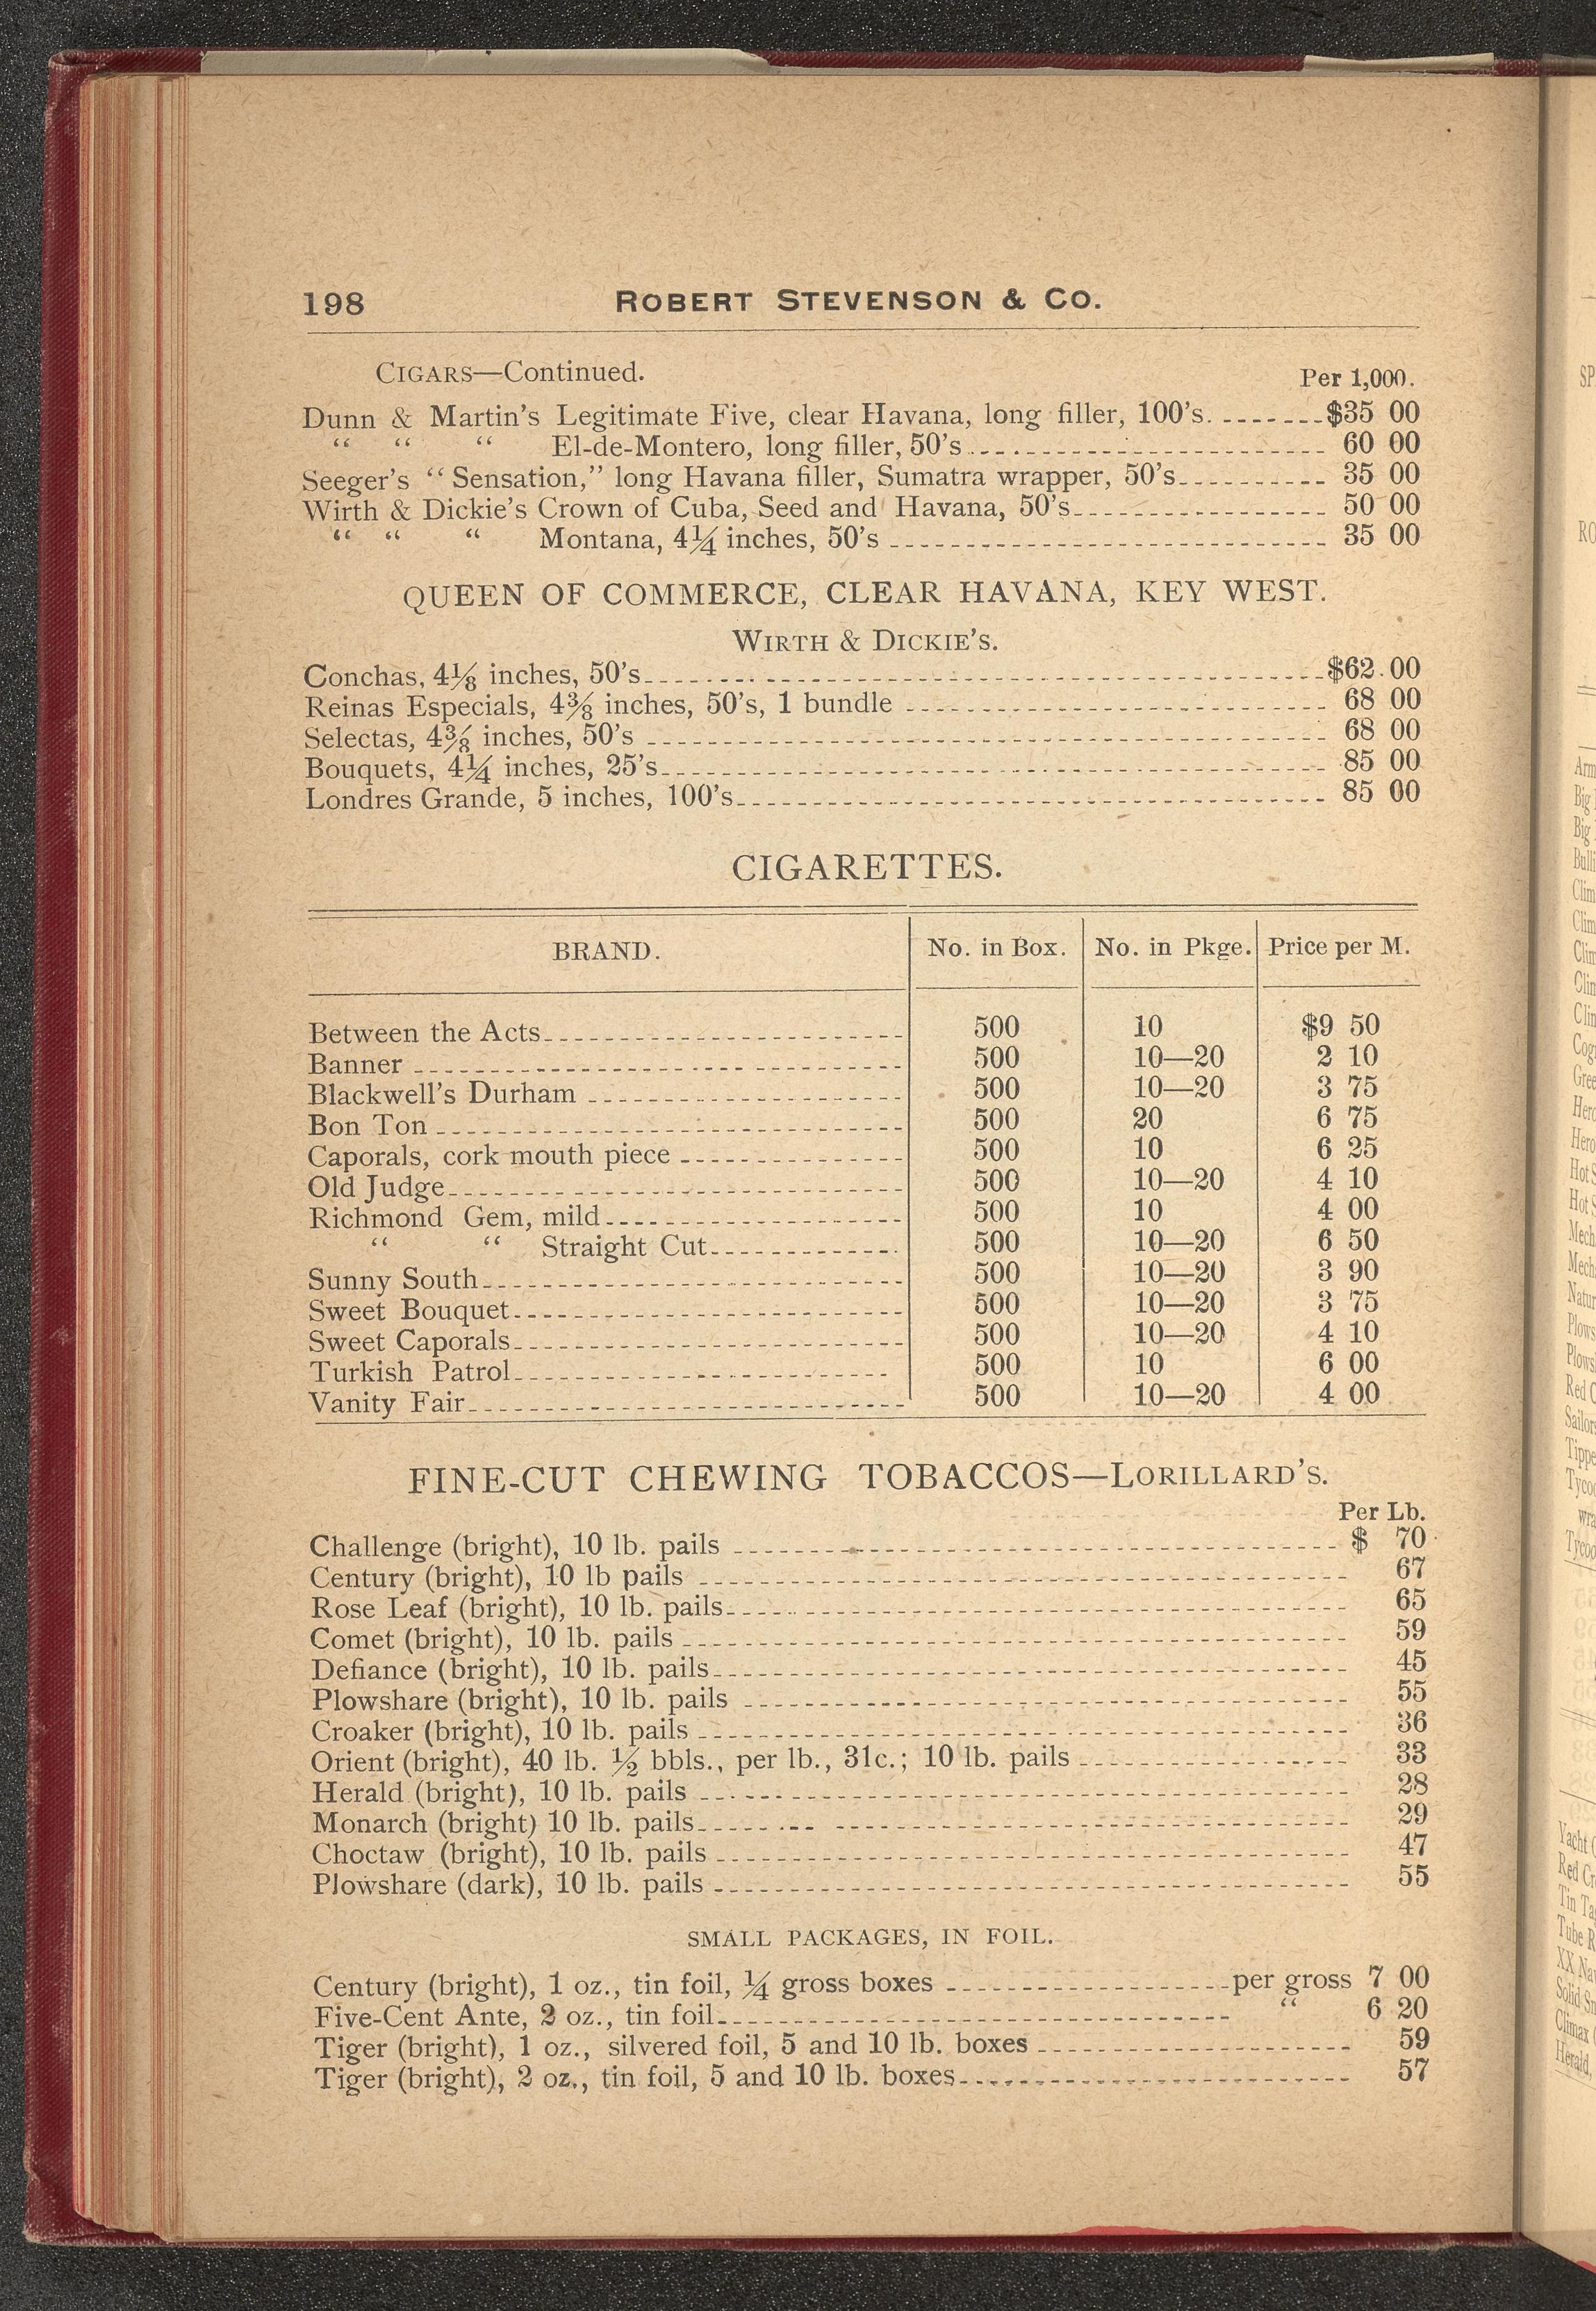 198 ROBERT STEVENSON & CO.
CIGARS—Continued. Per 1,000.
Dunn & Martin's Legitimate Five, clear Havana, long filler, 100's. $35 00
“ “ “ El-de-Montero, long filler, 50's 60 00
Seeger's “Sensation,” long Havana filler, Sumatra wrapper, 50's 35 00
Wirth & Dickie's Crown of Cuba, Seed and Havana, 50's 50 00
“ “ “ Montana, 4¼ inches, 50's 35 00
QUEEN OF COMMERCE, CLEAR HAVANA, KEY WEST.
WIRTH & DICKIE'S.
Conchas, 4⅛ inches, 50's $62.00
Reinas Especials, 4⅜ inches, 50's, 1 bundle 68 00
Selectas, 4⅜ inches, 50's 68 00
Bouquets, 4¼ inches, 25's 85 00
Londres Grande, 5 inches, 100's 85 00
CIGARETTES.
BRAND. No. in Box. No. in Pkge. Price per M.
Between the Acts 500 10 $9 50
Banner 500 10—20 2 10
Blackwell's Durham 500 10—20 3 75
Bon Ton 500 20 6 75
Caporals, cork mouth piece 500 10 6 25
Old Judge 500 10—20 4 10
Richmond Gem, mild 500 10 4 00
“ “ Straight Cut 500 10—20 6 50
Sunny South 500 10—20 3 90
Sweet Bouquet 500 10—20 3 75
Sweet Caporals 500 10—20 4 10
Turkish Patrol 500 10 6 00
Vanity Fair 500 10—20 4 00
FINE-CUT CHEWING TOBACCOS—LORILLARD'S.
Per Lb.
Challenge (bright), 10 lb. pails $ 70
Century (bright), 10 lb pails 67
Rose Leaf (bright), 10 lb. pails 65
Comet (bright), 10 lb. pails 59
Defiance (bright), 10 lb. pails 45
Plowshare (bright), 10 lb. pails 55
Croaker (bright), 10 lb. pails 36
Orient (bright), 40 lb. ½ bbls., per lb., 31c.; 10 lb. pails 33
Herald (bright), 10 lb. pails 28
Monarch (bright) 10 lb. pails 29
Choctaw (bright), 10 lb. pails 47
Plowshare (dark), 10 lb. pails 55
SMALL PACKAGES, IN FOIL.
Century (bright), 1 oz., tin foil, ¼ gross boxes per gross 7 00
Five-Cent Ante, 2 oz., tin foil “ 6 20
Tiger (bright), 1 oz., silvered foil, 5 and 10 lb. boxes 59
Tiger (bright), 2 oz., tin foil, 5 and 10 lb. boxes 57